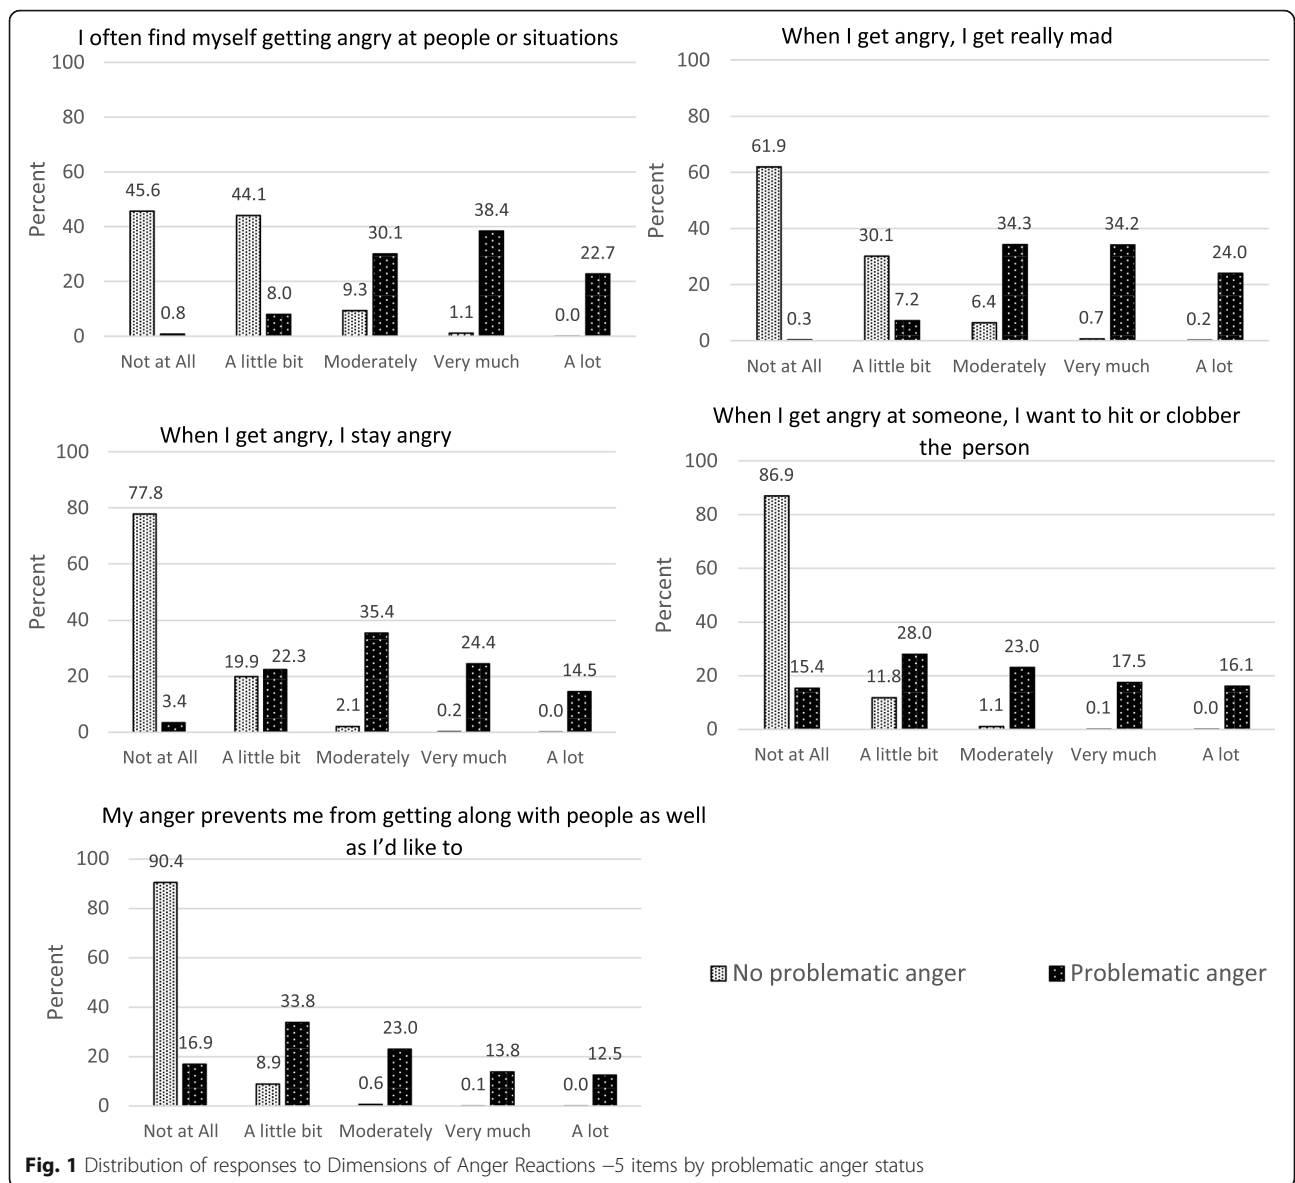 I often find myself getting angry at people or situations
100
80
60
40
20
0
Percent
45.6
0.8
44.1
8.0
9.3
30.1
1.1
38.4
0.0
22.7
Not at All
A little bit
Moderately
Very much
A lot
When I get angry, I get really mad
100
80
60
40
20
0
Percent
61.9
0.3
30.1
7.2
6.4
34.3
0.7
34.2
0.2
24.0
Not at All
A little bit
Moderately
Very much
A lot
When I get angry, I stay angry
100
80
60
40
20
0
Percent
77.8
3.4
19.9
22.3
2.1
35.4
0.2
24.4
0.0
14.5
Not at All
A little bit
Moderately
Very much
A lot
When I get angry at someone, I want to hit or clobber
the person
100
80
60
40
20
0
Percent
86.9
15.4
11.8
28.0
1.1
23.0
0.1
17.5
0.0
16.1
Not at All
A little bit
Moderately
Very much
A lot
My anger prevents me from getting along with people as well
as I'd like to
100
80
60
40
20
0
Percent
90.4
16.9
8.9
33.8
0.6
23.0
0.1
13.8
0.0
12.5
Not at All
A little bit
Moderately
Very much
A lot
No problematic anger
Problematic anger
Fig. 1 Distribution of responses to Dimensions of Anger Reactions –5 items by problematic anger status